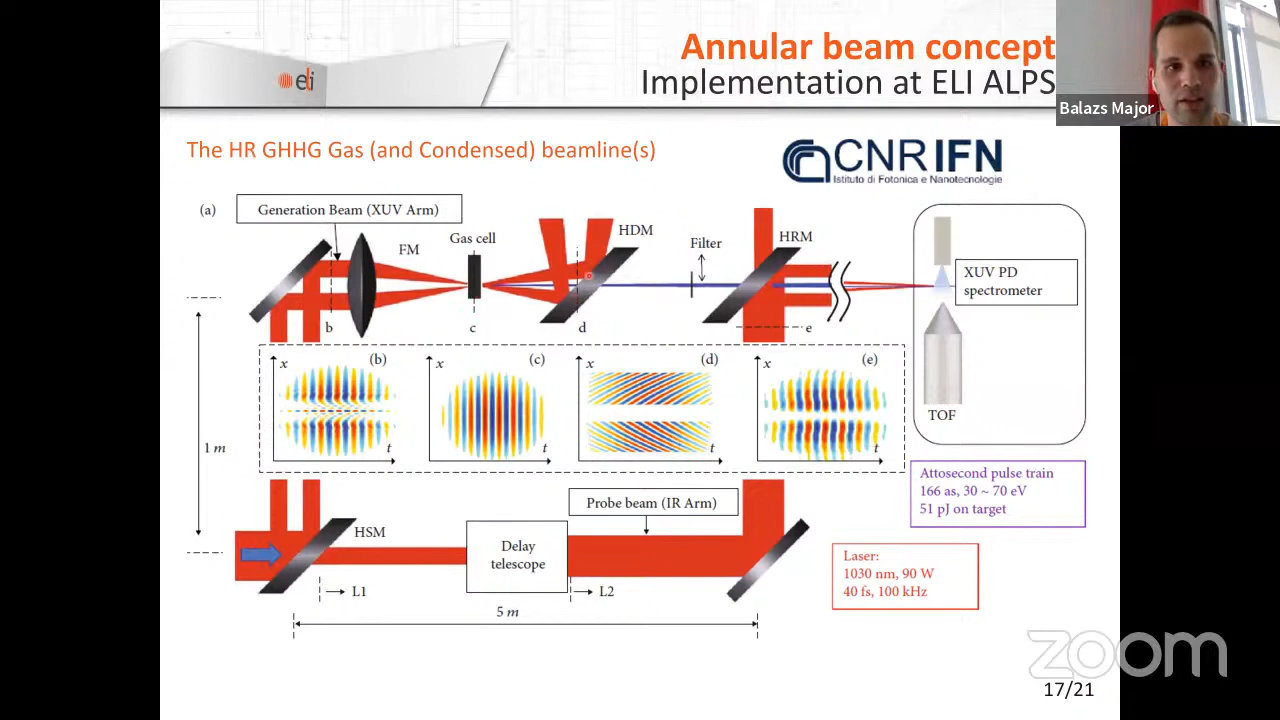 eli
Annular beam concept
Implementation at ELI ALPS
Balazs Major
The HR GHHG Gas (and Condensed) beamline(s)
CNRIFN
Istituto di Fotonica e Nanotecnologie
(a)
Generation Beam (XUV Arm)
FM
Gas cell
HDM
Filter
HRM
XUV PD
spectrometer
b
c
d
e
TOF
(b)
(c)
(d)
(e)
x
t
x
t
x
t
x
t
1 m
HSM
Delay
telescope
Probe beam (IR Arm)
L1
L2
5 m
Attosecond pulse train
166 as, 30 ~ 70 eV
51 pJ on target
Laser:
1030 nm, 90 W
40 fs, 100 kHz
zoom
17/21